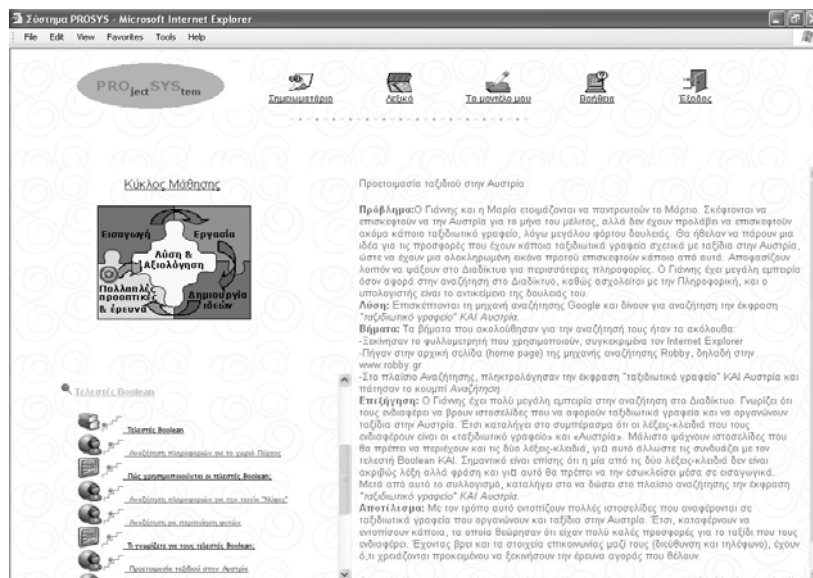 Σύστημα PROSYS - Microsoft Internet Explorer
File Edit View Favorites Tools Help
PROject SYStem
Σημειωματάριο Λεξικό Το μοντέλο μου Βοήθεια Έξοδος
Κύκλος Μάθησης
Εισαγωγή Εργασία
Λύση &
Αξιολόγηση
Πολλαπλές
προοπτικές
& έρευνα
Δημιουργία
ιδεών
Τελεστές Boolean
Τελεστές Boolean
Αναζήτηση πληροφοριών για το χωριό Πύργος
Πώς χρησιμοποιούνται οι τελεστές Boolean;
Αναζήτηση πληροφοριών για την ταινία "Νύφες"
Αναζήτηση για περιποίηση φυτών
Τι γνωρίζετε για τους τελεστές Boolean;
Προετοιμασία ταξιδιού στην Αυστρία
Προετοιμασία ταξιδιού στην Αυστρία
Πρόβλημα:Ο Γιάννης και η Μαρία ετοιμάζονται να παντρευτούν το Μάρτιο. Σκέφτονται να
επισκεφτούν να την Αυστρία για το μήνα του μέλιτος, αλλά δεν έχουν προλάβει να επισκεφτούν
ακόμα κάποιο ταξιδιωτικό γραφείο, λόγω μεγάλου φόρτου δουλειάς. Θα ήθελαν να πάρουν μια
ιδέα για τις προσφορές που έχουν κάποια ταξιδιωτικά γραφεία σχετικά με ταξίδια στην Αυστρία,
ώστε να έχουν μια ολοκληρωμένη εικόνα προτού επισκεφτούν κάποιο από αυτά. Αποφασίζουν
λοιπόν να ψάξουν στο Διαδίκτυο για περισσότερες πληροφορίες. Ο Γιάννης έχει μεγάλη εμπειρία
όσον αφορά στην αναζήτηση στο Διαδίκτυο, καθώς ασχολείται με την Πληροφορική, και ο
υπολογιστής είναι το αντικείμενο της δουλειάς του.
Λύση: Επισκέπτονται τη μηχανή αναζήτησης Google και δίνουν για αναζήτηση την έκφραση
"ταξιδιωτικό γραφείο" ΚΑΙ Αυστρία.
Βήματα: Τα βήματα που ακολούθησαν για την αναζήτησή τους ήταν τα ακόλουθα:
-Ξεκίνησαν το φυλλομετρητή που χρησιμοποιούν, συγκεκριμένα τον Internet Explorer
-Πήγαν στην αρχική σελίδα (home page) της μηχανής αναζήτησης Robby, δηλαδή στην
www.robby.gr
-Στο πλαίσιο Αναζήτησης, πληκτρολόγησαν την έκφραση "ταξιδιωτικό γραφείο" ΚΑΙ Αυστρία και
πάτησαν το κουμπί Αναζήτηση
Επεξήγηση: Ο Γιάννης έχει πολύ μεγάλη εμπειρία στην αναζήτηση στο Διαδίκτυο. Γνωρίζει ότι
τους ενδιαφέρει να βρουν ιστοσελίδες που να αφορούν ταξιδιωτικά γραφεία και να οργανώνουν
ταξίδια στην Αυστρία. Έτσι καταλήγει στο συμπέρασμα ότι οι λέξεις-κλειδιά που τους
ενδιαφέρουν είναι οι «ταξιδιωτικό γραφείο» και «Αυστρία». Μάλιστα ψάχνουν ιστοσελίδες που
θα πρέπει να περιέχουν και τις δύο λέξεις-κλειδιά, γι□ αυτό άλλωστε τις συνδυάζει με τον
τελεστή Boolean ΚΑΙ. Σημαντικό είναι επίσης ότι η μία από τις δύο λέξεις-κλειδιά δεν είναι
ακριβώς λέξη αλλά φράση και γι□ αυτό θα πρέπει να την εσωκλείσει μέσα σε εισαγωγικά.
Μετά από αυτό το συλλογισμό, καταλήγει στο να δώσει στο πλαίσιο αναζήτησης την έκφραση
"ταξιδιωτικό γραφείο" ΚΑΙ Αυστρία.
Αποτέλισμα: Με τον τρόπο αυτό εντοπίζουν πολλές ιστοσελίδες που αναφέρονται σε
ταξιδιωτικά γραφεία που οργανώνουν και ταξίδια στην Αυστρία. Έτσι, καταφέρνουν να
εντοπίσουν κάποια, τα οποία θεώρησαν ότι είχαν πολύ καλές προσφορές για το ταξίδι που τους
ενδιαφέρει. Έχοντας βρει και τα στοιχεία επικοινωνίας μαζί τους (διεύθυνση και τηλέφωνο), έχουν
ό,τι χρειάζονται προκειμένου να ξεκινήσουν την έρευνα αγοράς που θέλουν.